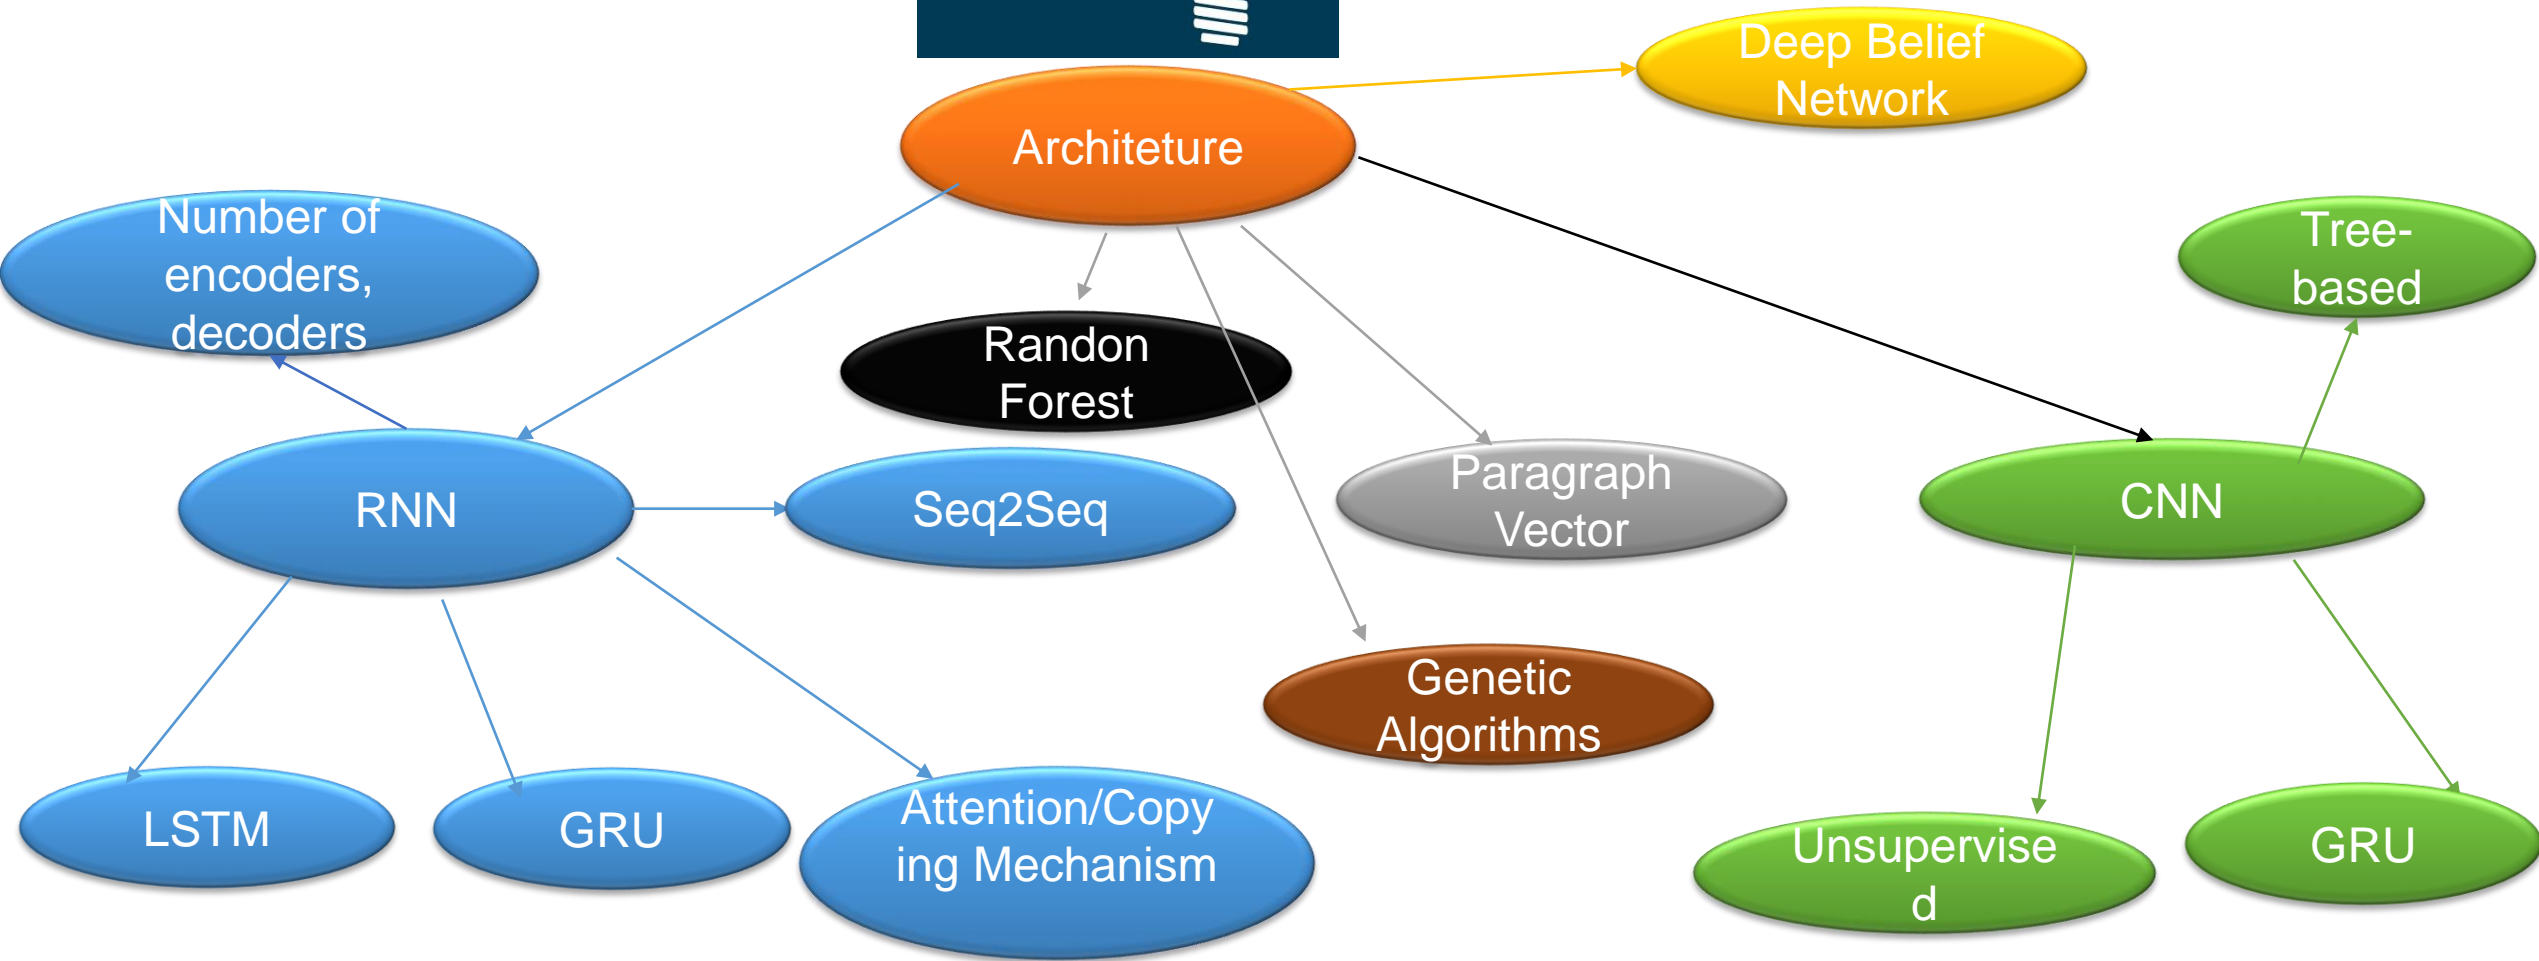 Deep Belief
Network
Architeture
Number of
encoders,
decoders
Tree-
based
Randon
Forest
RNN
Seq2Seq
Paragraph
Vector
CNN
Genetic
Algorithms
LSTM
GRU
Attention/Copy
ing Mechanism
Unsupervise
d
GRU